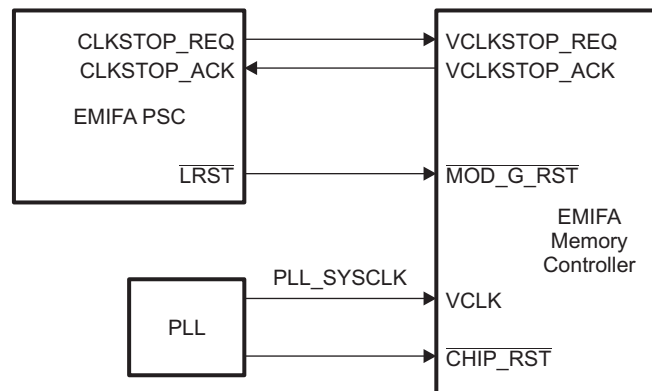 CLKSTOP_REQ
VCLKSTOP_REQ
CLKSTOP_ACK
VCLKSTOP_ACK
EMIFA PSC
LRST
MOD_G_RST
EMIFA
Memory
Controller
PLL_SYSCLK
VCLK
PLL
CHIP_RST